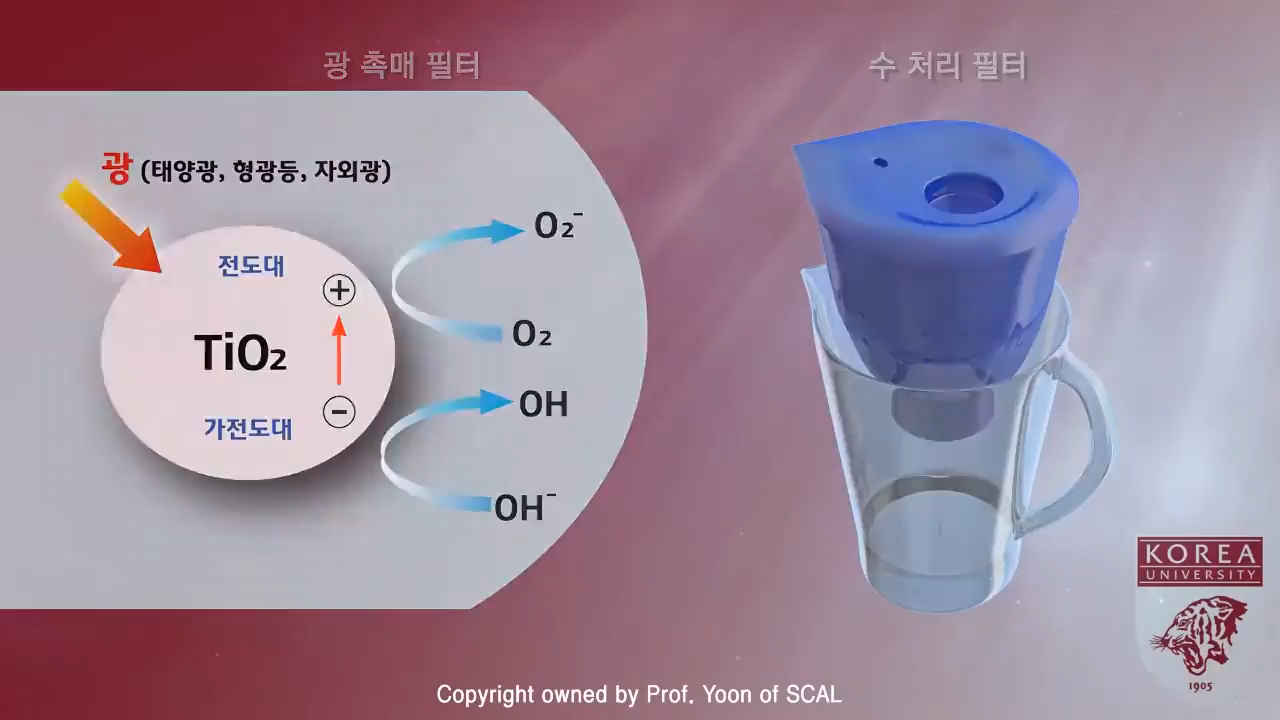 광 촉매 필터
수 처리 필터
광 (태양광, 형광등, 자외광)
전도대
+
TiO₂
가전도대
−
O₂⁻
O₂
OH
OH⁻
KOREA
UNIVERSITY
1905
Copyright owned by Prof. Yoon of SCAL